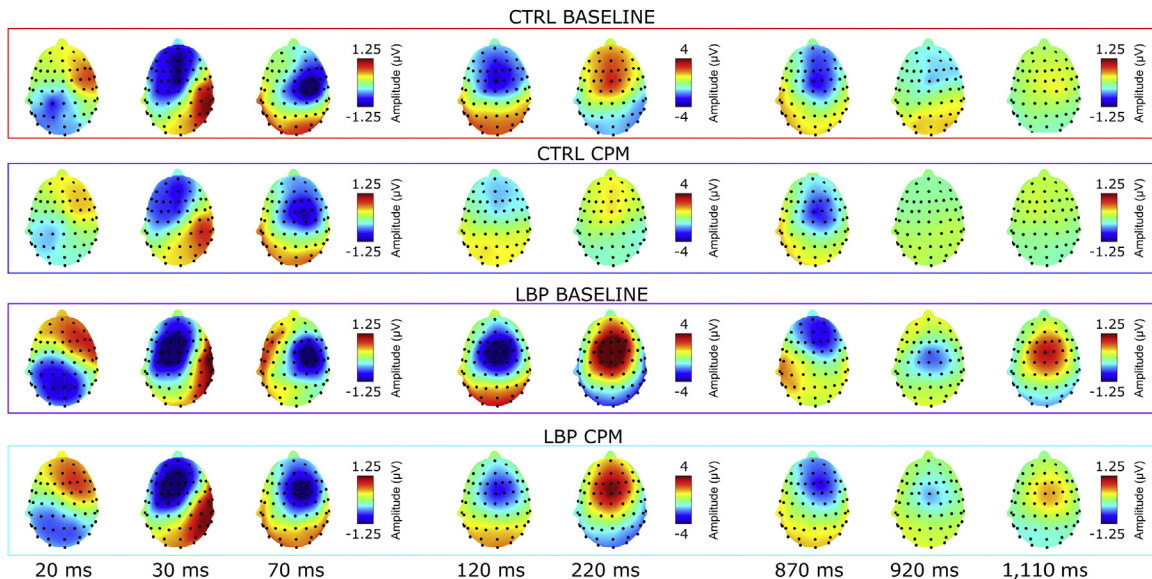 CTRL BASELINE
1.25 -1.25 Amplitude (µV) 4 -4 Amplitude (µV) 1.25 -1.25 Amplitude (µV)
CTRL CPM
1.25 -1.25 Amplitude (µV) 4 -4 Amplitude (µV) 1.25 -1.25 Amplitude (µV)
LBP BASELINE
1.25 -1.25 Amplitude (µV) 4 -4 Amplitude (µV) 1.25 -1.25 Amplitude (µV)
LBP CPM
1.25 -1.25 Amplitude (µV) 4 -4 Amplitude (µV) 1.25 -1.25 Amplitude (µV)
20 ms 30 ms 70 ms 120 ms 220 ms 870 ms 920 ms 1,110 ms